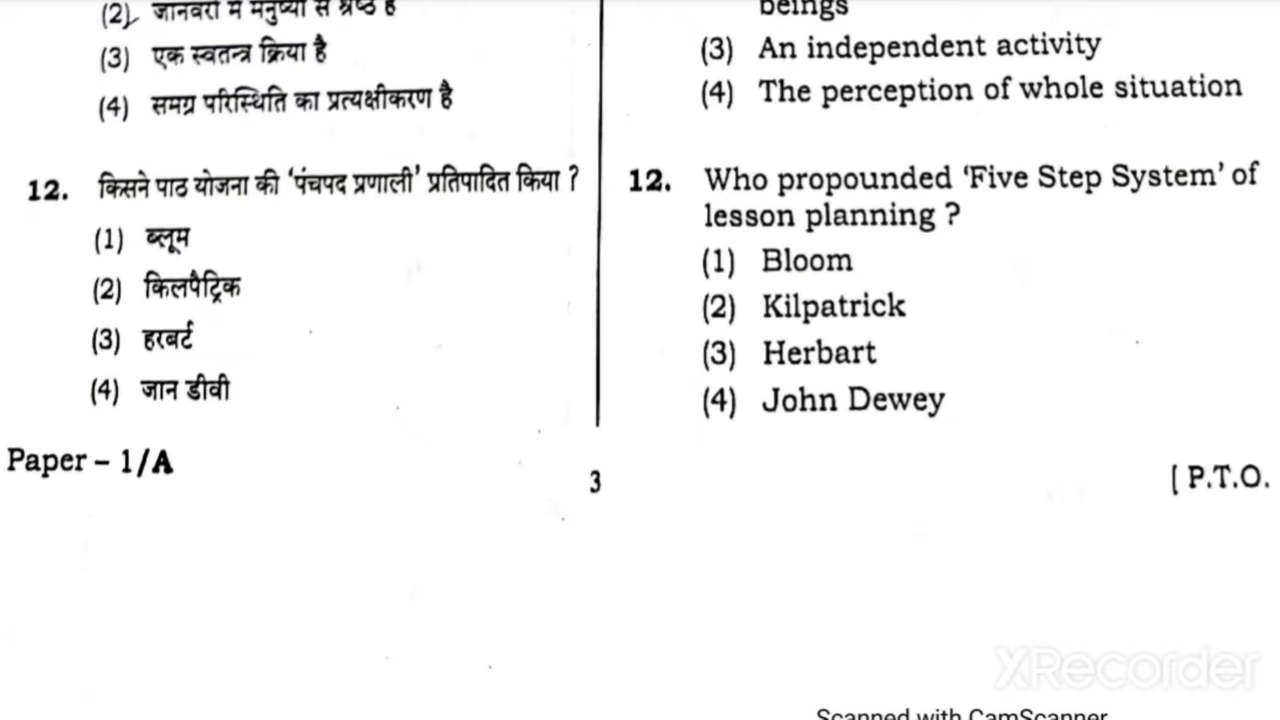 (2) जानवरों में मनुष्यों से श्रेष्ठ है
(3) एक स्वतन्त्र क्रिया है
(4) समग्र परिस्थिति का प्रत्यक्षीकरण है
12. किसने पाठ योजना की ‘पंचपद प्रणाली’ प्रतिपादित किया ?
(1) ब्लूम
(2) किलपैट्रिक
(3) हरबर्ट
(4) जान डीवी
beings
(3) An independent activity
(4) The perception of whole situation
12. Who propounded ‘Five Step System’ of
lesson planning ?
(1) Bloom
(2) Kilpatrick
(3) Herbart
(4) John Dewey
Paper – 1/A
3
[ P.T.O.
XRecorder
Scanned with CamScanner